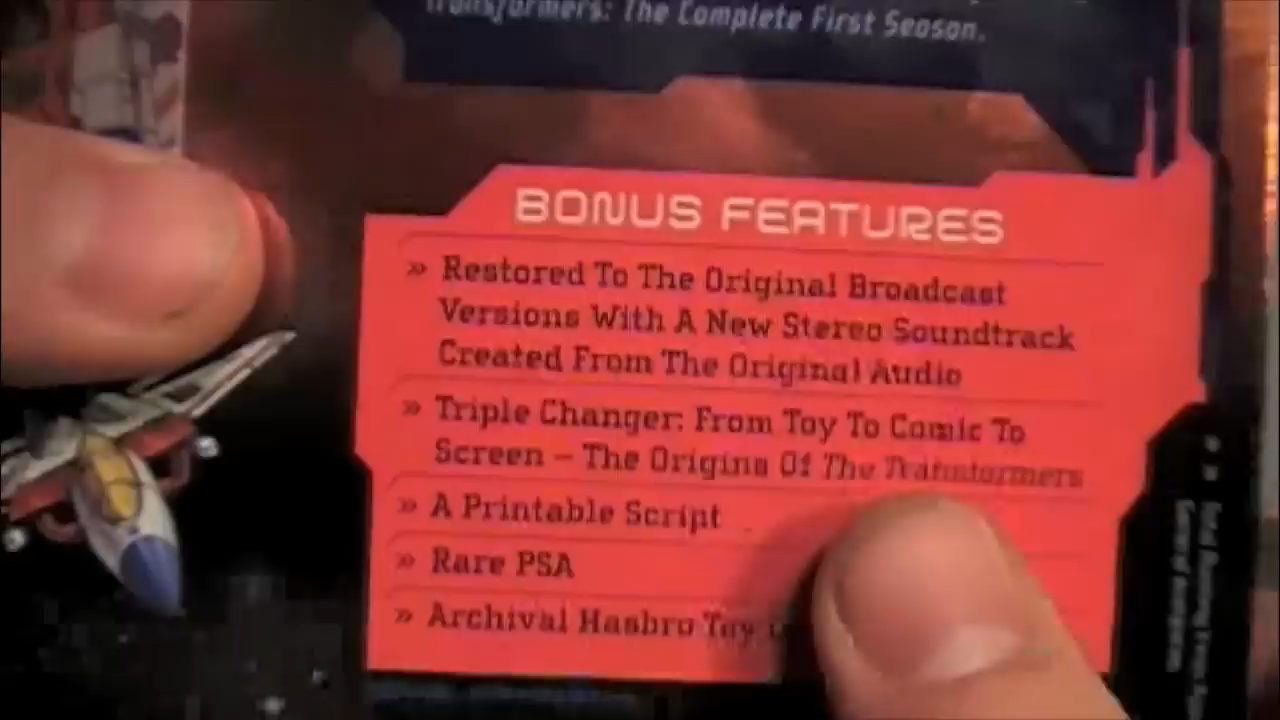 Transformers: The Complete First Season.
BONUS FEATURES
» Restored To The Original Broadcast
Versions With A New Stereo Soundtrack
Created From The Original Audio
» Triple Changer: From Toy To Comic To
Screen – The Origins Of The Transformers
» A Printable Script
» Rare PSA
» Archival Hasbro Toy